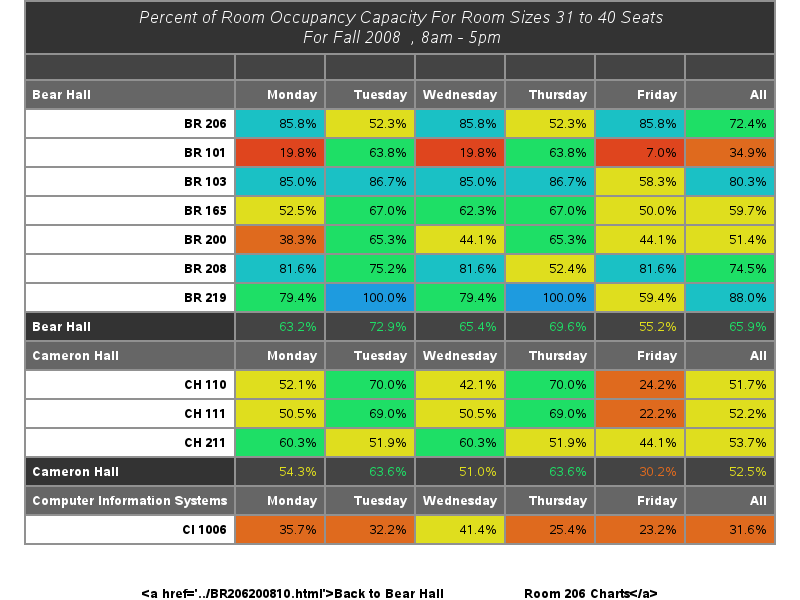 Percent of Room Occupancy Capacity For Room Sizes 31 to 40 Seats
For Fall 2008 , 8am - 5pm
Bear Hall Monday Tuesday Wednesday Thursday Friday All
BR 206 85.8% 52.3% 85.8% 52.3% 85.8% 72.4%
BR 101 19.8% 63.8% 19.8% 63.8% 7.0% 34.9%
BR 103 85.0% 86.7% 85.0% 86.7% 58.3% 80.3%
BR 165 52.5% 67.0% 62.3% 67.0% 50.0% 59.7%
BR 200 38.3% 65.3% 44.1% 65.3% 44.1% 51.4%
BR 208 81.6% 75.2% 81.6% 52.4% 81.6% 74.5%
BR 219 79.4% 100.0% 79.4% 100.0% 59.4% 88.0%
Bear Hall 63.2% 72.9% 65.4% 69.6% 55.2% 65.9%
Cameron Hall Monday Tuesday Wednesday Thursday Friday All
CH 110 52.1% 70.0% 42.1% 70.0% 24.2% 51.7%
CH 111 50.5% 69.0% 50.5% 69.0% 22.2% 52.2%
CH 211 60.3% 51.9% 60.3% 51.9% 44.1% 53.7%
Cameron Hall 54.3% 63.6% 51.0% 63.6% 30.2% 52.5%
Computer Information Systems Monday Tuesday Wednesday Thursday Friday All
CI 1006 35.7% 32.2% 41.4% 25.4% 23.2% 31.6%
<a href='../BR206200810.html'>Back to Bear Hall Room 206 Charts</a>